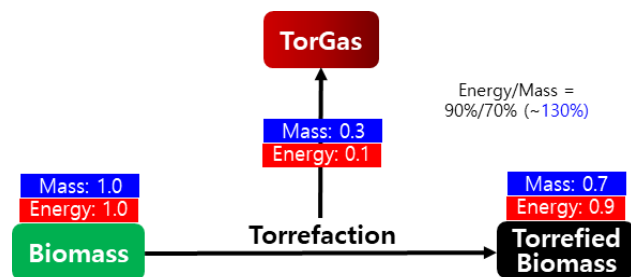 TorGas
Energy/Mass =
90%/70% (~130%)
Mass: 0.3
Energy: 0.1
Mass: 1.0
Energy: 1.0
Mass: 0.7
Energy: 0.9
Biomass
Torrefaction
Torrefied
Biomass